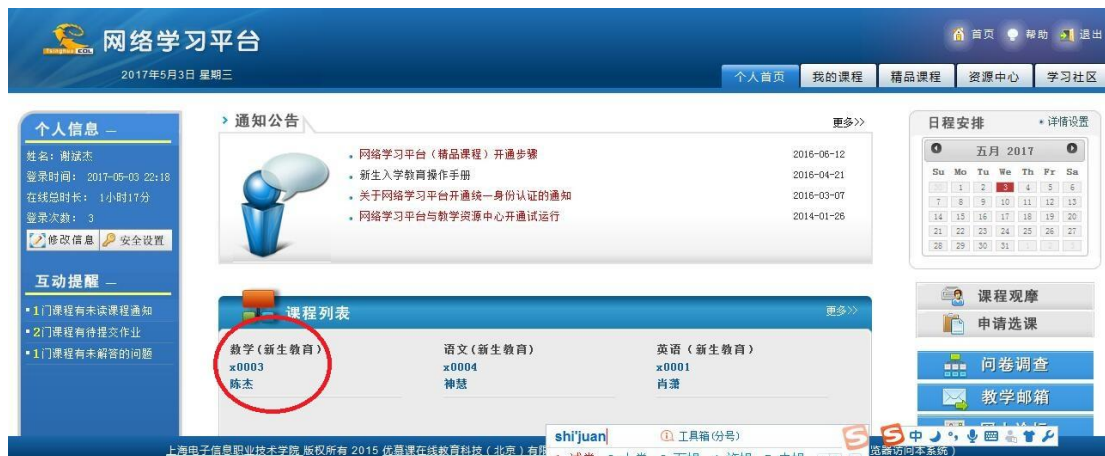 Tsinghua COL
网络学习平台
首页 帮助 退出
2017年5月3日 星期三
个人首页 我的课程 精品课程 资源中心 学习社区
个人信息
姓名：谢斌杰
登录时间： 2017-05-03 22:18
在线总时长： 1小时17分
登录次数： 3
修改信息 安全设置
互动提醒
1门课程有未读课程通知
2门课程有待提交作业
1门课程有未解答的问题
通知公告 更多>>
网络学习平台（精品课程）开通步骤 2016-06-12
新生入学教育操作手册 2016-04-21
关于网络学习平台开通统一身份认证的通知 2016-03-07
网络学习平台与教学资源中心开通试运行 2014-01-26
课程列表 更多>>
数学(新生教育) 语文(新生教育) 英语（新生教育)
x0003 x0004 x0001
陈杰 神慧 肖潇
日程安排 详情设置
五月 2017
Su Mo Tu We Th Fr Sa
30 1 2 3 4 5 6
7 8 9 10 11 12 13
14 15 16 17 18 19 20
21 22 23 24 25 26 27
28 29 30 31 1 2 3
课程观摩
申请选课
问卷调查
教学邮箱
shi'juan ① 工具箱(分号)
中
上海电子信息职业技术学院 版权所有 2015 优慕课在线教育科技（北京）有限
览器访问本系统）